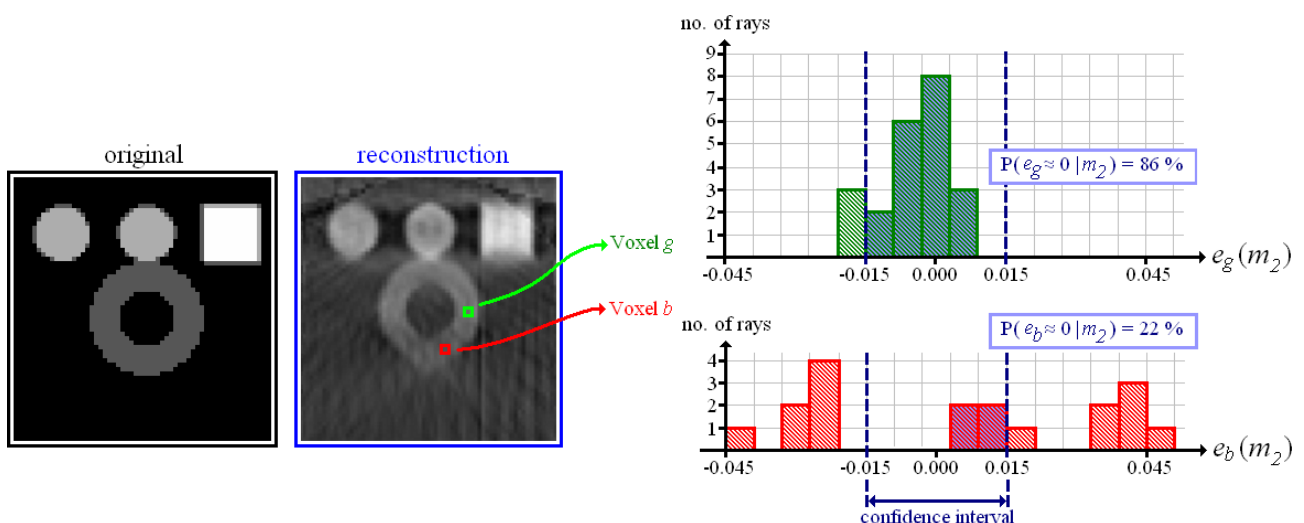 original
reconstruction
Voxel g
Voxel b
no. of rays
9
8
7
6
5
4
3
2
1
P(e_g ≈ 0 | m_2) = 86 %
-0.045
-0.015
0.000
0.015
0.045
e_g (m_2)
no. of rays
4
3
2
1
P(e_b ≈ 0 | m_2) = 22 %
-0.045
-0.015
0.000
0.015
0.045
e_b (m_2)
confidence interval